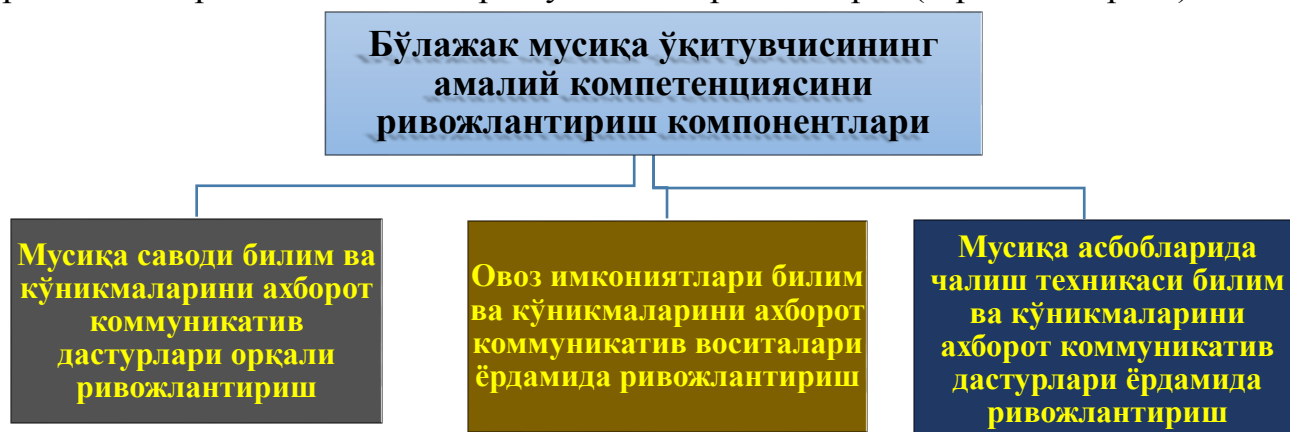 Бўлажак мусиқа ўқитувчисининг
амалий компетенциясини
ривожлантириш компонентлари
Мусиқа саводи билим ва
кўникмаларини ахборот
коммуникатив
дастурлари орқали
ривожлантириш
Овоз имкониятлари билим
ва кўникмаларини ахборот
коммуникатив воситалари
ёрдамида ривожлантириш
Мусиқа асбобларида
чалиш техникаси билим
ва кўникмаларини
ахборот коммуникатив
дастурлари ёрдамида
ривожлантириш